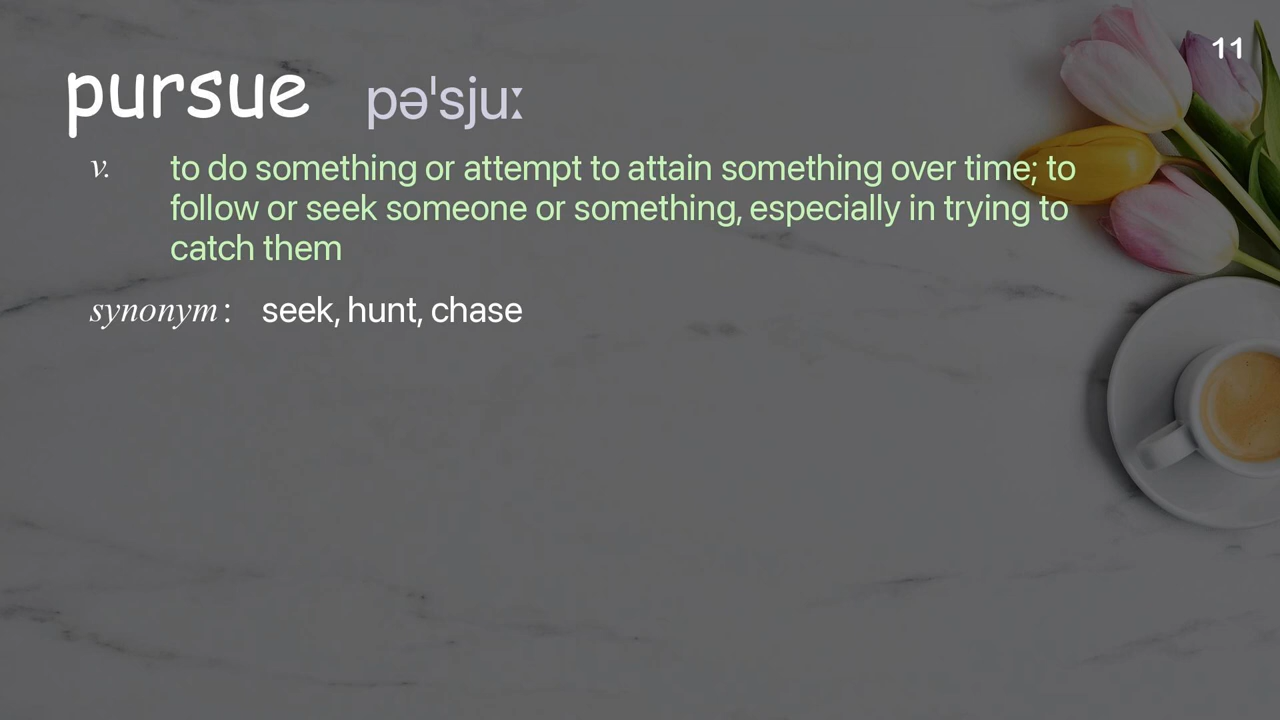 11
pursue pəˈsjuː
v. to do something or attempt to attain something over time; to
follow or seek someone or something, especially in trying to
catch them
synonym: seek, hunt, chase